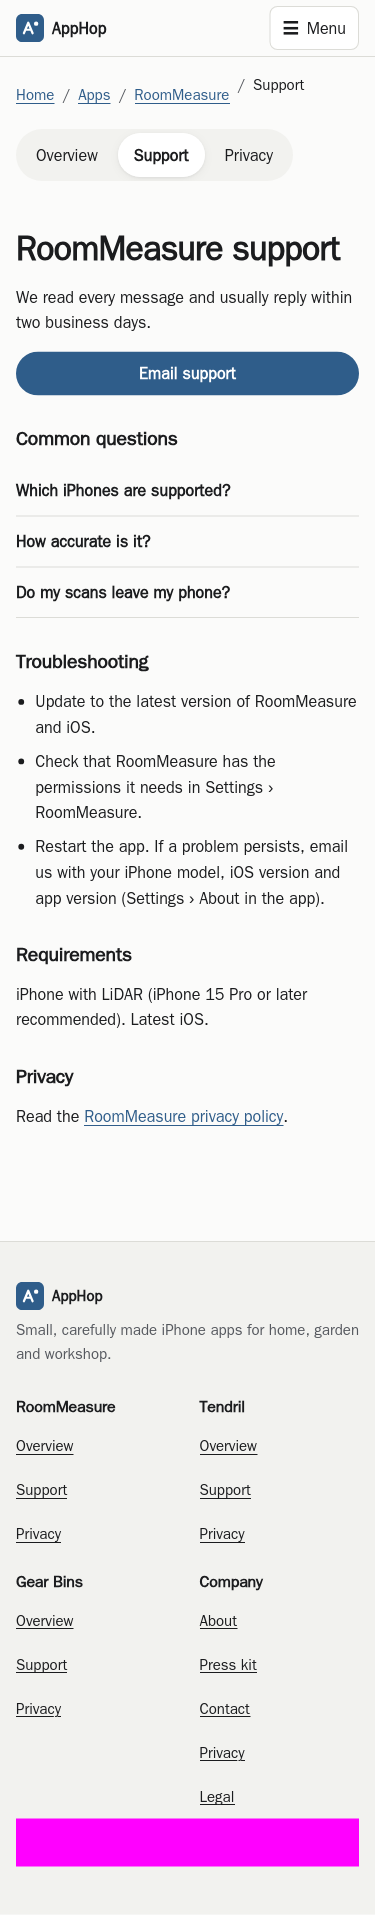 AppHop
☰ Menu
Home / Apps / RoomMeasure / Support
Overview Support Privacy
RoomMeasure support
We read every message and usually reply within
two business days.
Email support
Common questions
Which iPhones are supported?
How accurate is it?
Do my scans leave my phone?
Troubleshooting
• Update to the latest version of RoomMeasure
and iOS.
• Check that RoomMeasure has the
permissions it needs in Settings ›
RoomMeasure.
• Restart the app. If a problem persists, email
us with your iPhone model, iOS version and
app version (Settings › About in the app).
Requirements
iPhone with LiDAR (iPhone 15 Pro or later
recommended). Latest iOS.
Privacy
Read the RoomMeasure privacy policy.
AppHop
Small, carefully made iPhone apps for home, garden
and workshop.
RoomMeasure
Overview
Support
Privacy
Tendril
Overview
Support
Privacy
Gear Bins
Overview
Support
Privacy
Company
About
Press kit
Contact
Privacy
Legal